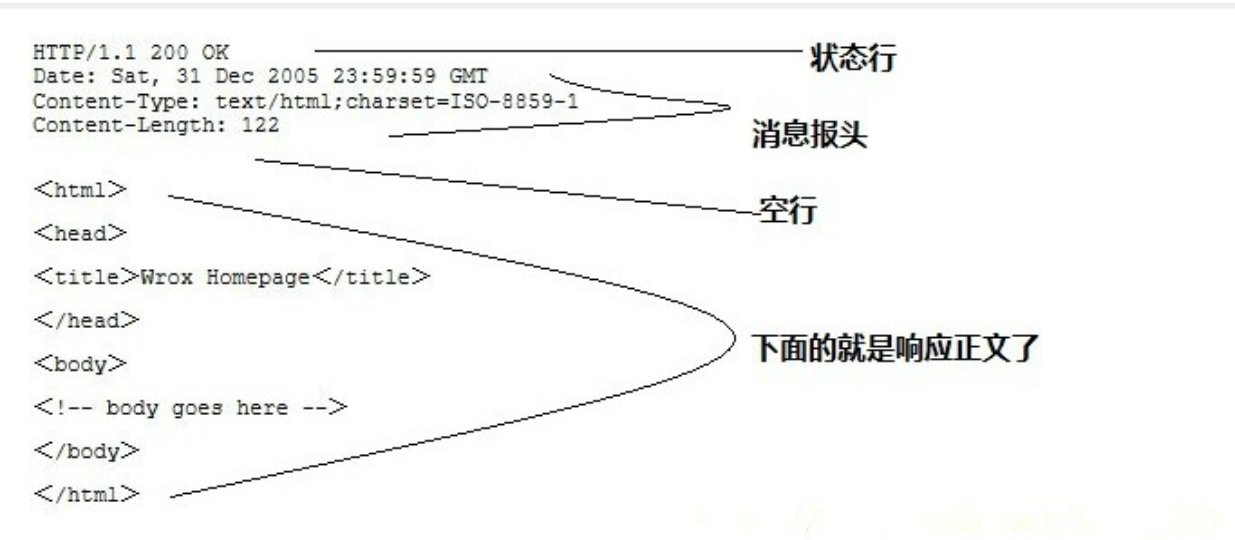 HTTP/1.1 200 OK
状态行
Date: Sat, 31 Dec 2005 23:59:59 GMT
Content-Type: text/html;charset=ISO-8859-1
Content-Length: 122
消息报头
空行
<html>
<head>
<title>Wrox Homepage</title>
</head>
<body>
<!-- body goes here -->
</body>
</html>
下面的就是响应正文了